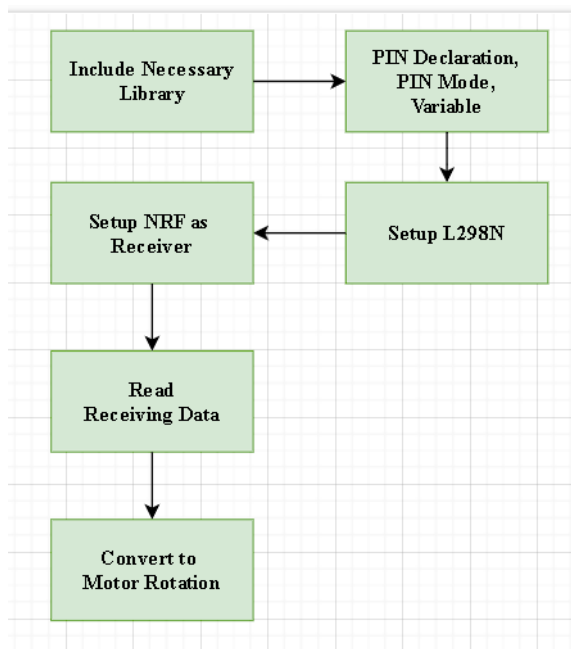 Include Necessary
Library
PIN Declaration,
PIN Mode,
Variable
Setup L298N
Setup NRF as
Receiver
Read
Receiving Data
Convert to
Motor Rotation